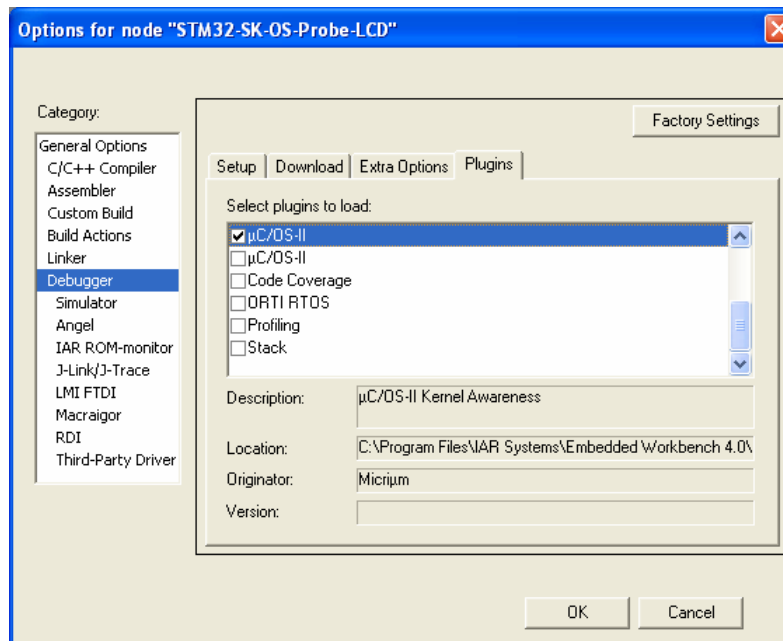 Options for node "STM32-SK-OS-Probe-LCD"
Category:
General Options
C/C++ Compiler
Assembler
Custom Build
Build Actions
Linker
Debugger
Simulator
Angel
IAR ROM-monitor
J-Link/J-Trace
LMI FTDI
Macraigor
RDI
Third-Party Driver
Factory Settings
Setup Download Extra Options Plugins
Select plugins to load:
µC/OS-II
µC/OS-II
Code Coverage
ORTI RTOS
Profiling
Stack
Description: µC/OS-II Kernel Awareness
Location: C:\Program Files\IAR Systems\Embedded Workbench 4.0\
Originator: Micriµm
Version:
OK Cancel